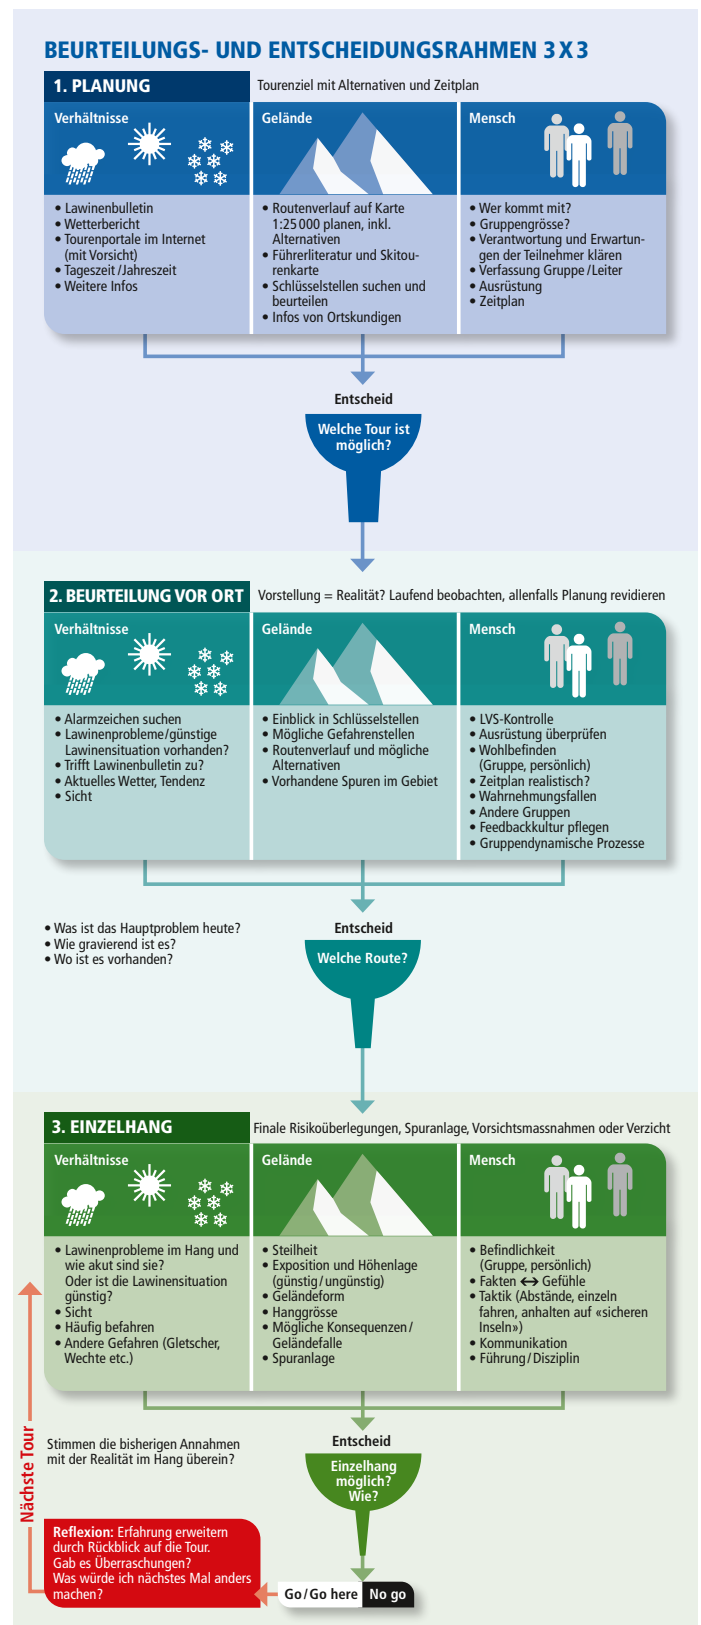 BEURTEILUNGS- UND ENTSCHEIDUNGSRAHMEN 3 X 3
1. PLANUNG
Tourenziel mit Alternativen und Zeitplan
Verhältnisse
• Lawinenbulletin
• Wetterbericht
• Tourenportale im Internet
(mit Vorsicht)
• Tageszeit/Jahreszeit
• Weitere Infos
Gelände
• Routenverlauf auf Karte
1:25 000 planen, inkl.
Alternativen
• Führerliteratur und Skitou-
renkarte
• Schlüsselstellen suchen und
beurteilen
• Infos von Ortskundigen
Mensch
• Wer kommt mit?
• Gruppengrösse?
• Verantwortung und Erwartun-
gen der Teilnehmer klären
• Verfassung Gruppe/Leiter
• Ausrüstung
• Zeitplan
Entscheid
Welche Tour ist
möglich?
2. BEURTEILUNG VOR ORT
Vorstellung = Realität? Laufend beobachten, allenfalls Planung revidieren
Verhältnisse
• Alarmzeichen suchen
• Lawinenprobleme/günstige
Lawinensituation vorhanden?
• Trifft Lawinenbulletin zu?
• Aktuelles Wetter, Tendenz
• Sicht
Gelände
• Einblick in Schlüsselstellen
• Mögliche Gefahrenstellen
• Routenverlauf und mögliche
Alternativen
• Vorhandene Spuren im Gebiet
Mensch
• LVS-Kontrolle
• Ausrüstung überprüfen
• Wohlbefinden
(Gruppe, persönlich)
• Zeitplan realistisch?
• Wahrnehmungsfallen
• Andere Gruppen
• Feedbackkultur pflegen
• Gruppendynamische Prozesse
• Was ist das Hauptproblem heute?
• Wie gravierend ist es?
• Wo ist es vorhanden?
Entscheid
Welche Route?
3. EINZELHANG
Finale Risikoüberlegungen, Spuranlage, Vorsichtsmassnahmen oder Verzicht
Verhältnisse
• Lawinenprobleme im Hang und
wie akut sind sie?
Oder ist die Lawinensituation
günstig?
• Sicht
• Häufig befahren
• Andere Gefahren (Gletscher,
Wechte etc.)
Gelände
• Steilheit
• Exposition und Höhenlage
(günstig/ungünstig)
• Geländeform
• Hanggrösse
• Mögliche Konsequenzen/
Geländefalle
• Spuranlage
Mensch
• Befindlichkeit
(Gruppe, persönlich)
• Fakten ↔ Gefühle
• Taktik (Abstände, einzeln
fahren, anhalten auf «sicheren
Inseln»)
• Kommunikation
• Führung/Disziplin
Stimmen die bisherigen Annahmen
mit der Realität im Hang überein?
Entscheid
Einzelhang
möglich?
Wie?
Go/Go here No go
Reflexion: Erfahrung erweitern
durch Rückblick auf die Tour.
Gab es Überraschungen?
Was würde ich nächstes Mal anders
machen?
Nächste Tour